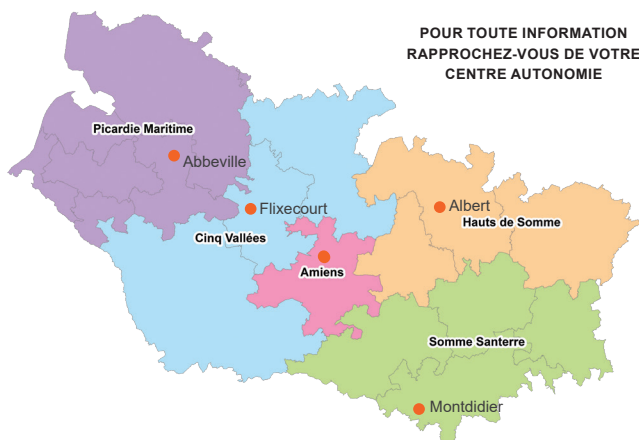 POUR TOUTE INFORMATION
RAPPROCHEZ-VOUS DE VOTRE
CENTRE AUTONOMIE
Picardie Maritime
Abbeville
Flixecourt
Albert
Hauts de Somme
Cinq Vallées
Amiens
Somme Santerre
Montdidier